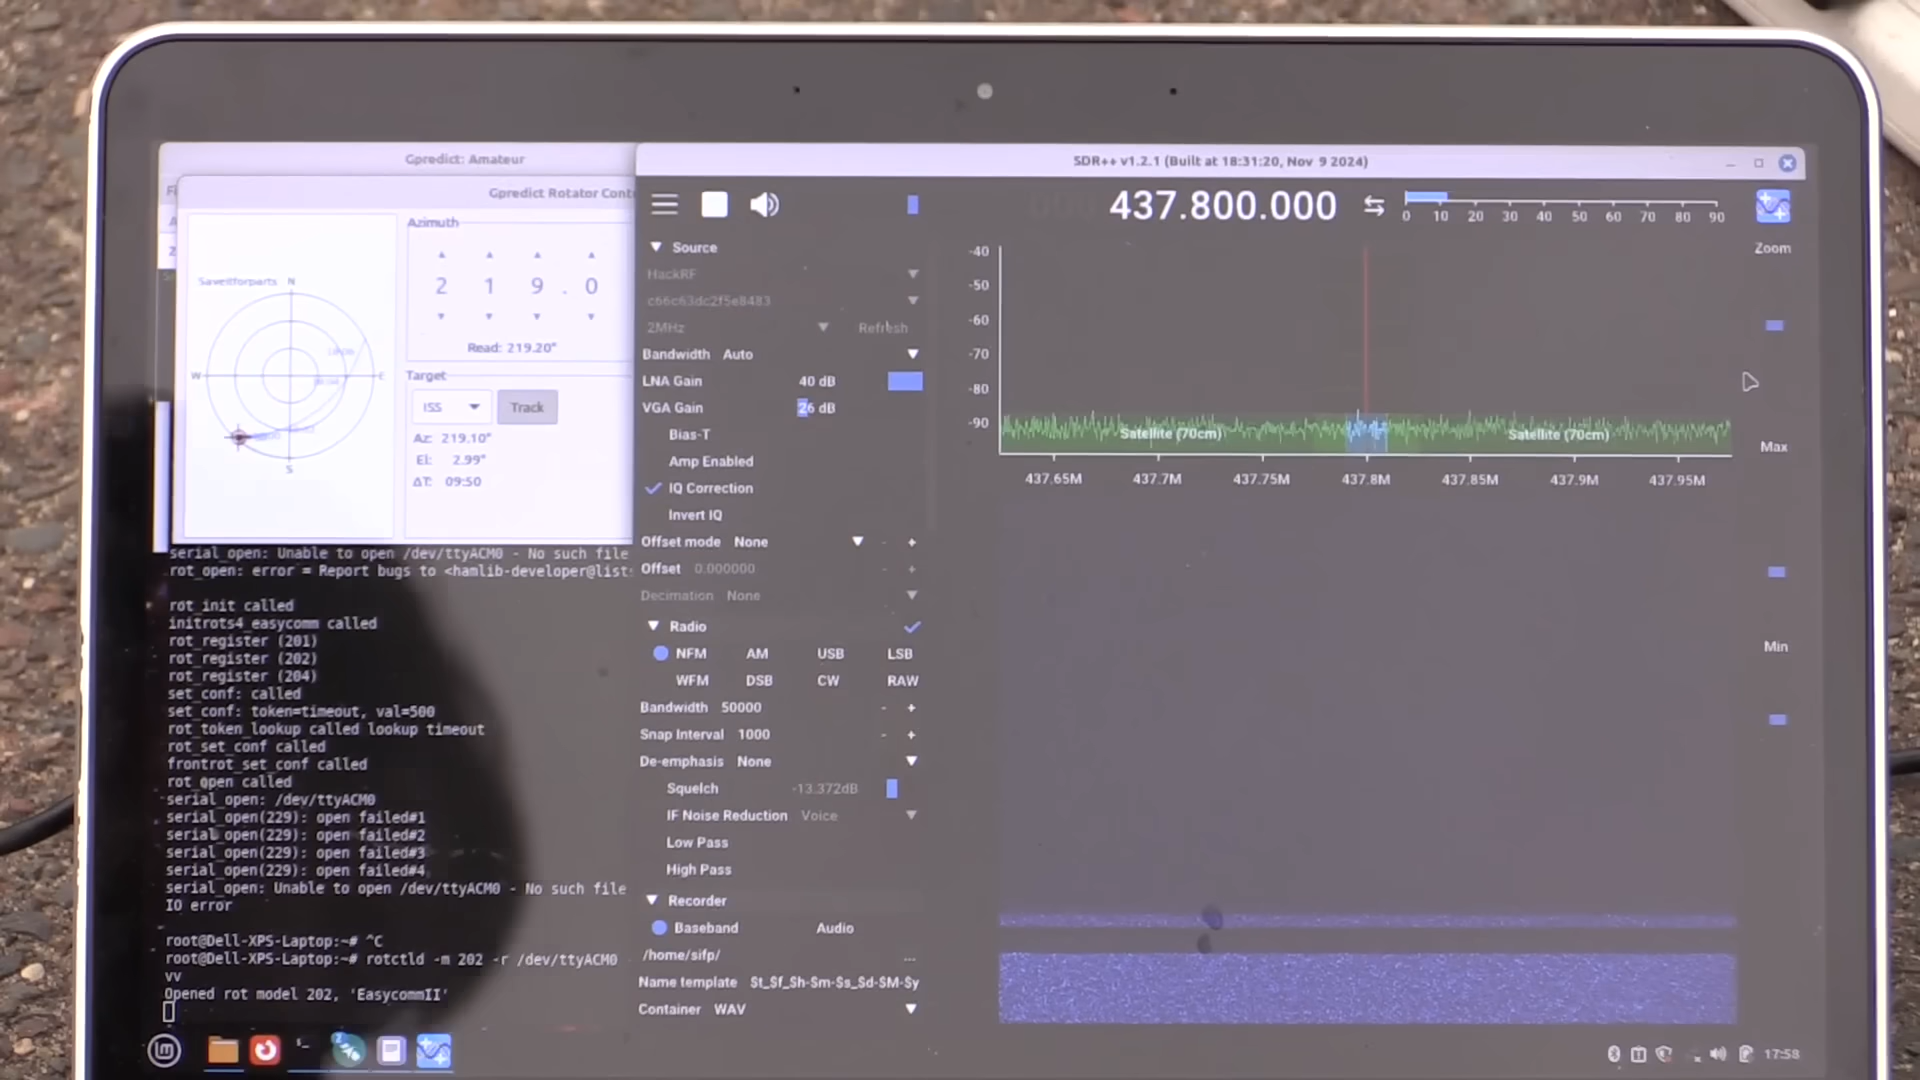 Gpredict: Amateur
Gpredict Rotator Cont
Saveitforparts N
W
E
S
Azimuth
2 1 9 . 0
Read: 219.20°
Target
ISS Track
Az: 219.10°
El: 2.99°
ΔT: 09:50
serial_open: Unable to open /dev/ttyACM0 - No such file
rot_open: error = Report bugs to <hamlib-developer@list
rot_init called
initrots4_easycomm called
rot_register (201)
rot_register (202)
rot_register (204)
set_conf: called
set_conf: token=timeout, val=500
rot_token_lookup called lookup timeout
rot_set_conf called
frontrot_set_conf called
rot_open called
serial_open: /dev/ttyACM0
serial_open(229): open failed#1
serial_open(229): open failed#2
serial_open(229): open failed#3
serial_open(229): open failed#4
serial_open: Unable to open /dev/ttyACM0 - No such file
IO error
root@Dell-XPS-Laptop:~# ^C
root@Dell-XPS-Laptop:~# rotctld -m 202 -r /dev/ttyACM0
vv
Opened rot model 202, 'EasycommII'
SDR++ v1.2.1 (Built at 18:31:20, Nov 9 2024)
437.800.000
0 10 20 30 40 50 60 70 80 90
Source
HackRF
c66c63dc2f5e8483
2MHz Refresh
Bandwidth Auto
LNA Gain 40 dB
VGA Gain 26 dB
Bias-T
Amp Enabled
IQ Correction
Invert IQ
Offset mode None - +
Offset 0.000000 - +
Decimation None
Radio
NFM AM USB LSB
WFM DSB CW RAW
Bandwidth 50000 - +
Snap Interval 1000 - +
De-emphasis None
Squelch -13.372dB
IF Noise Reduction Voice
Low Pass
High Pass
Recorder
Baseband Audio
/home/sifp/ ...
Name template $t_$f_$h-$m-$s_$d-$M-$y
Container WAV
-40
-50
-60
-70
-80
-90
Satellite (70cm) Satellite (70cm)
437.65M 437.7M 437.75M 437.8M 437.85M 437.9M 437.95M
Zoom
Max
Min
17:58